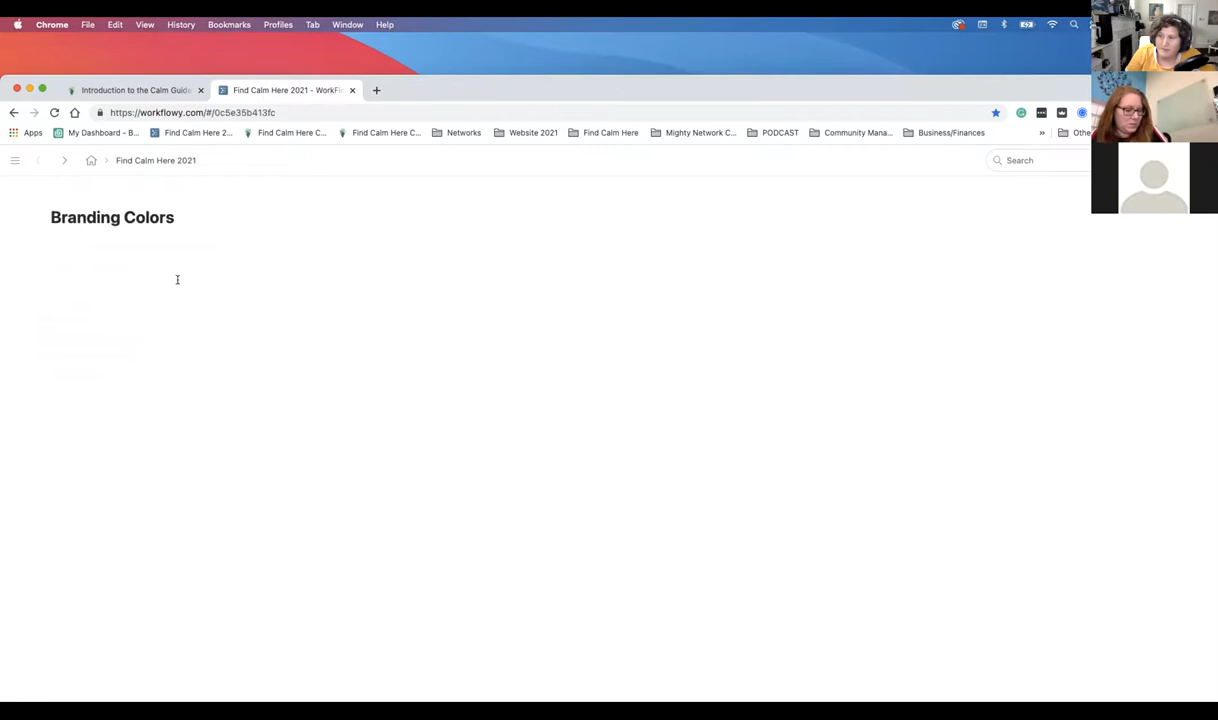 Chrome File Edit View History Bookmarks Profiles Tab Window Help
Introduction to the Calm Guide
Find Calm Here 2021 - WorkFl
https://workflowy.com/#/0c5e35b413fc
Apps My Dashboard - B... Find Calm Here 2... Find Calm Here C... Find Calm Here C... Networks Website 2021 Find Calm Here Mighty Network C... PODCAST Community Mana... Business/Finances » Othe
Find Calm Here 2021
Search
Branding Colors